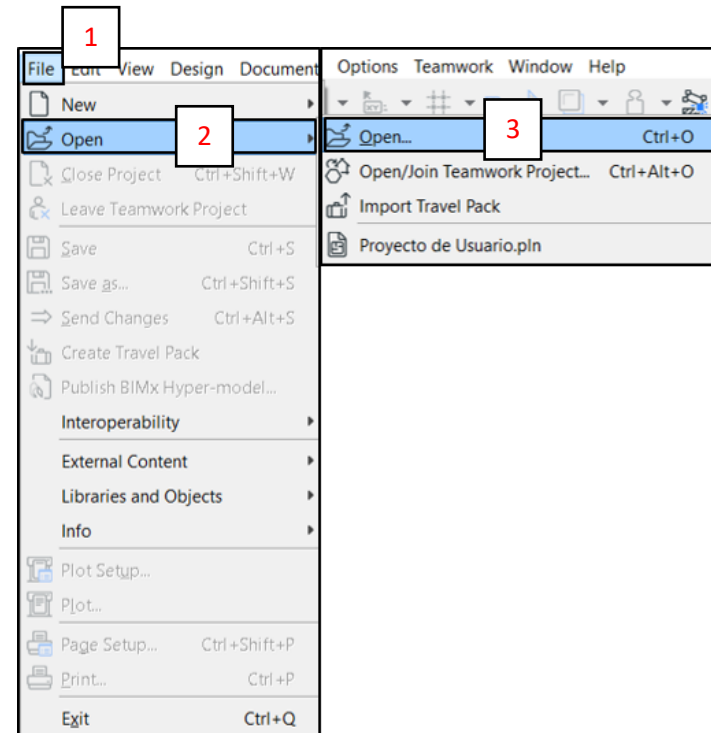 1
File Edit View Design Document
New
Open 2
Close Project Ctrl+Shift+W
Leave Teamwork Project
Save Ctrl+S
Save as... Ctrl+Shift+S
Send Changes Ctrl+Alt+S
Create Travel Pack
Publish BIMx Hyper-model...
Interoperability
External Content
Libraries and Objects
Info
Plot Setup...
Plot...
Page Setup... Ctrl+Shift+P
Print... Ctrl+P
Exit Ctrl+Q
Options Teamwork Window Help
Open... 3 Ctrl+O
Open/Join Teamwork Project... Ctrl+Alt+O
Import Travel Pack
Proyecto de Usuario.pln